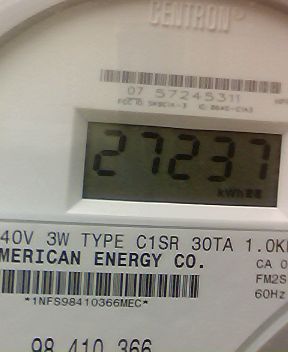 CENTRON
07 57245311
27237
kWh
40V 3W TYPE C1SR 30TA 1.0K
MERICAN ENERGY CO.
CA 0
FM2S
60Hz
*1NFS98410366MEC*
98 410 366